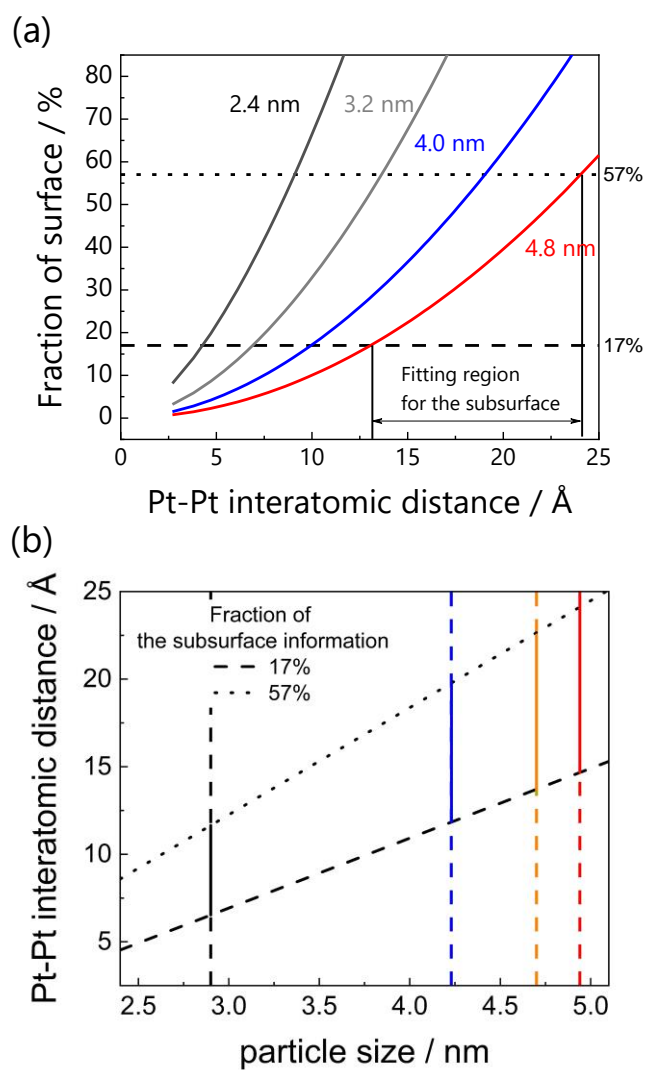 (a)
Fraction of surface / %
80
70
60
50
40
30
20
10
0
2.4 nm
3.2 nm
4.0 nm
4.8 nm
57%
17%
Fitting region
for the subsurface
0
5
10
15
20
25
Pt-Pt interatomic distance / Å
(b)
Pt-Pt interatomic distance / Å
25
20
15
10
5
Fraction of
the subsurface information
17%
57%
2.5
3.0
3.5
4.0
4.5
5.0
particle size / nm